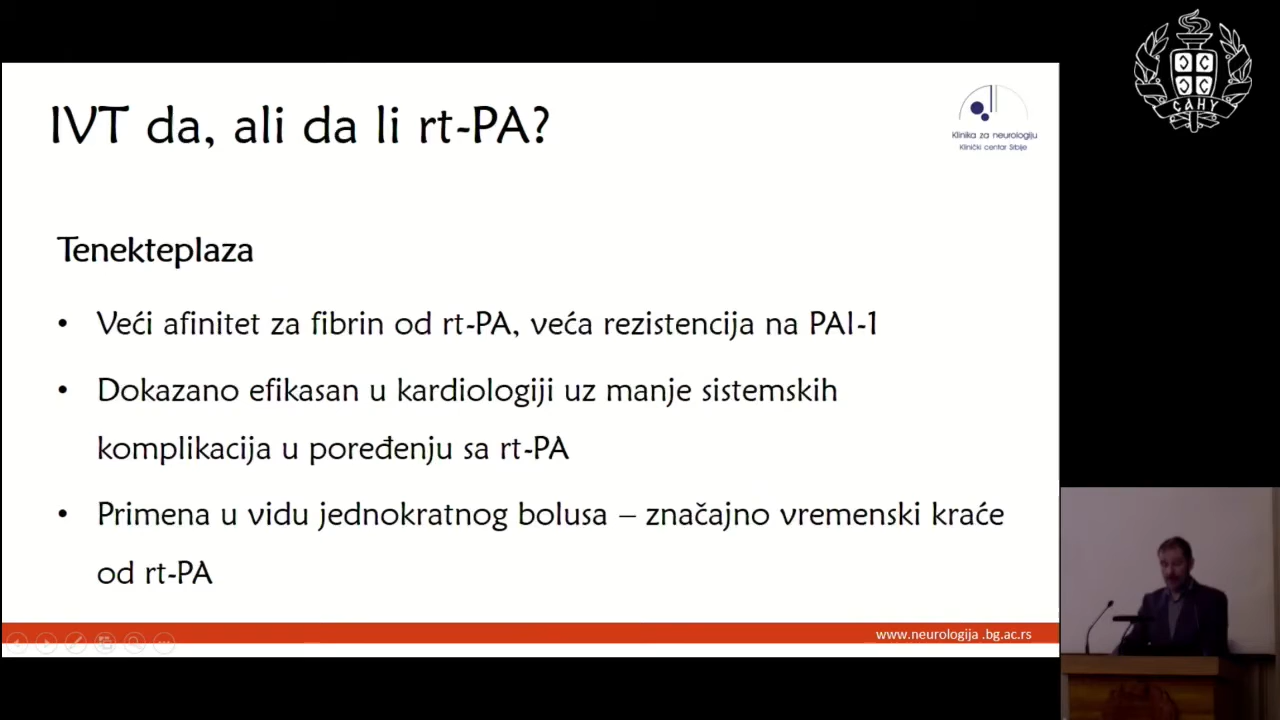 IVT da, ali da li rt-PA?
Klinika za neurologiju
Klinički centar Srbije
Tenekteplaza
• Veći afinitet za fibrin od rt-PA, veća rezistencija na PAI-1
• Dokazano efikasan u kardiologiji uz manje sistemskih
komplikacija u poređenju sa rt-PA
• Primena u vidu jednokratnog bolusa – značajno vremenski kraće
od rt-PA
www.neurologija .bg.ac.rs
САНУ